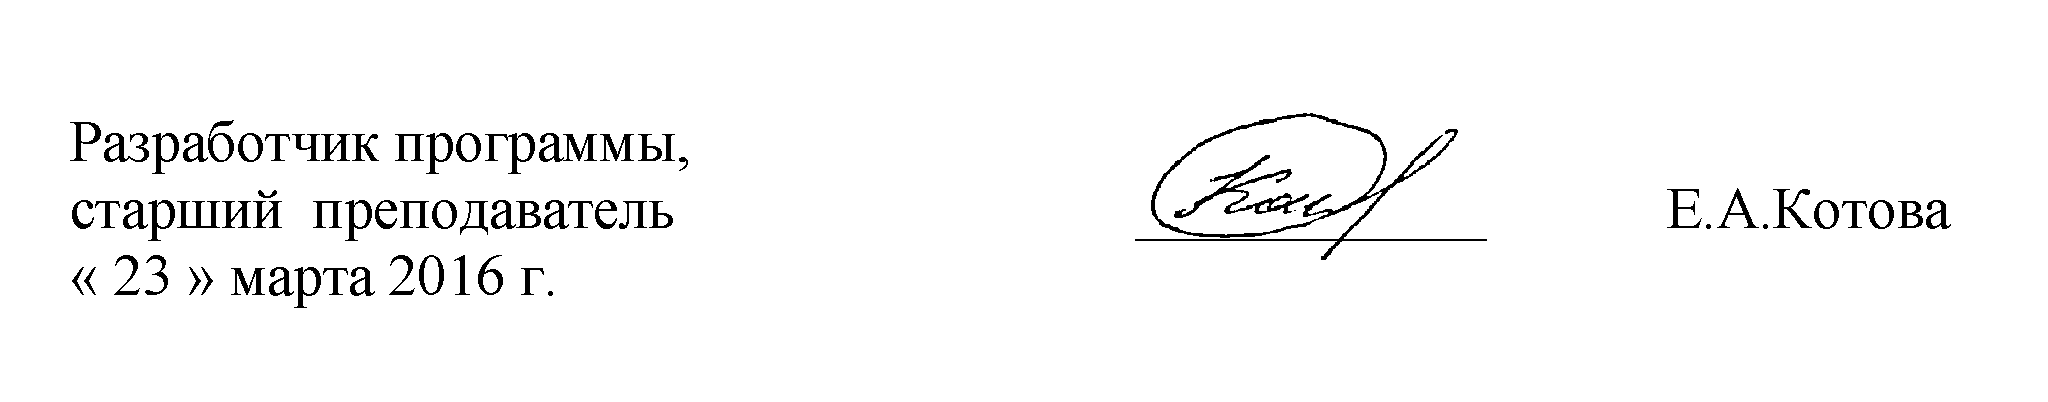 Разработчик программы,
старший преподаватель Е.А.Котова
« 23 » марта 2016 г.